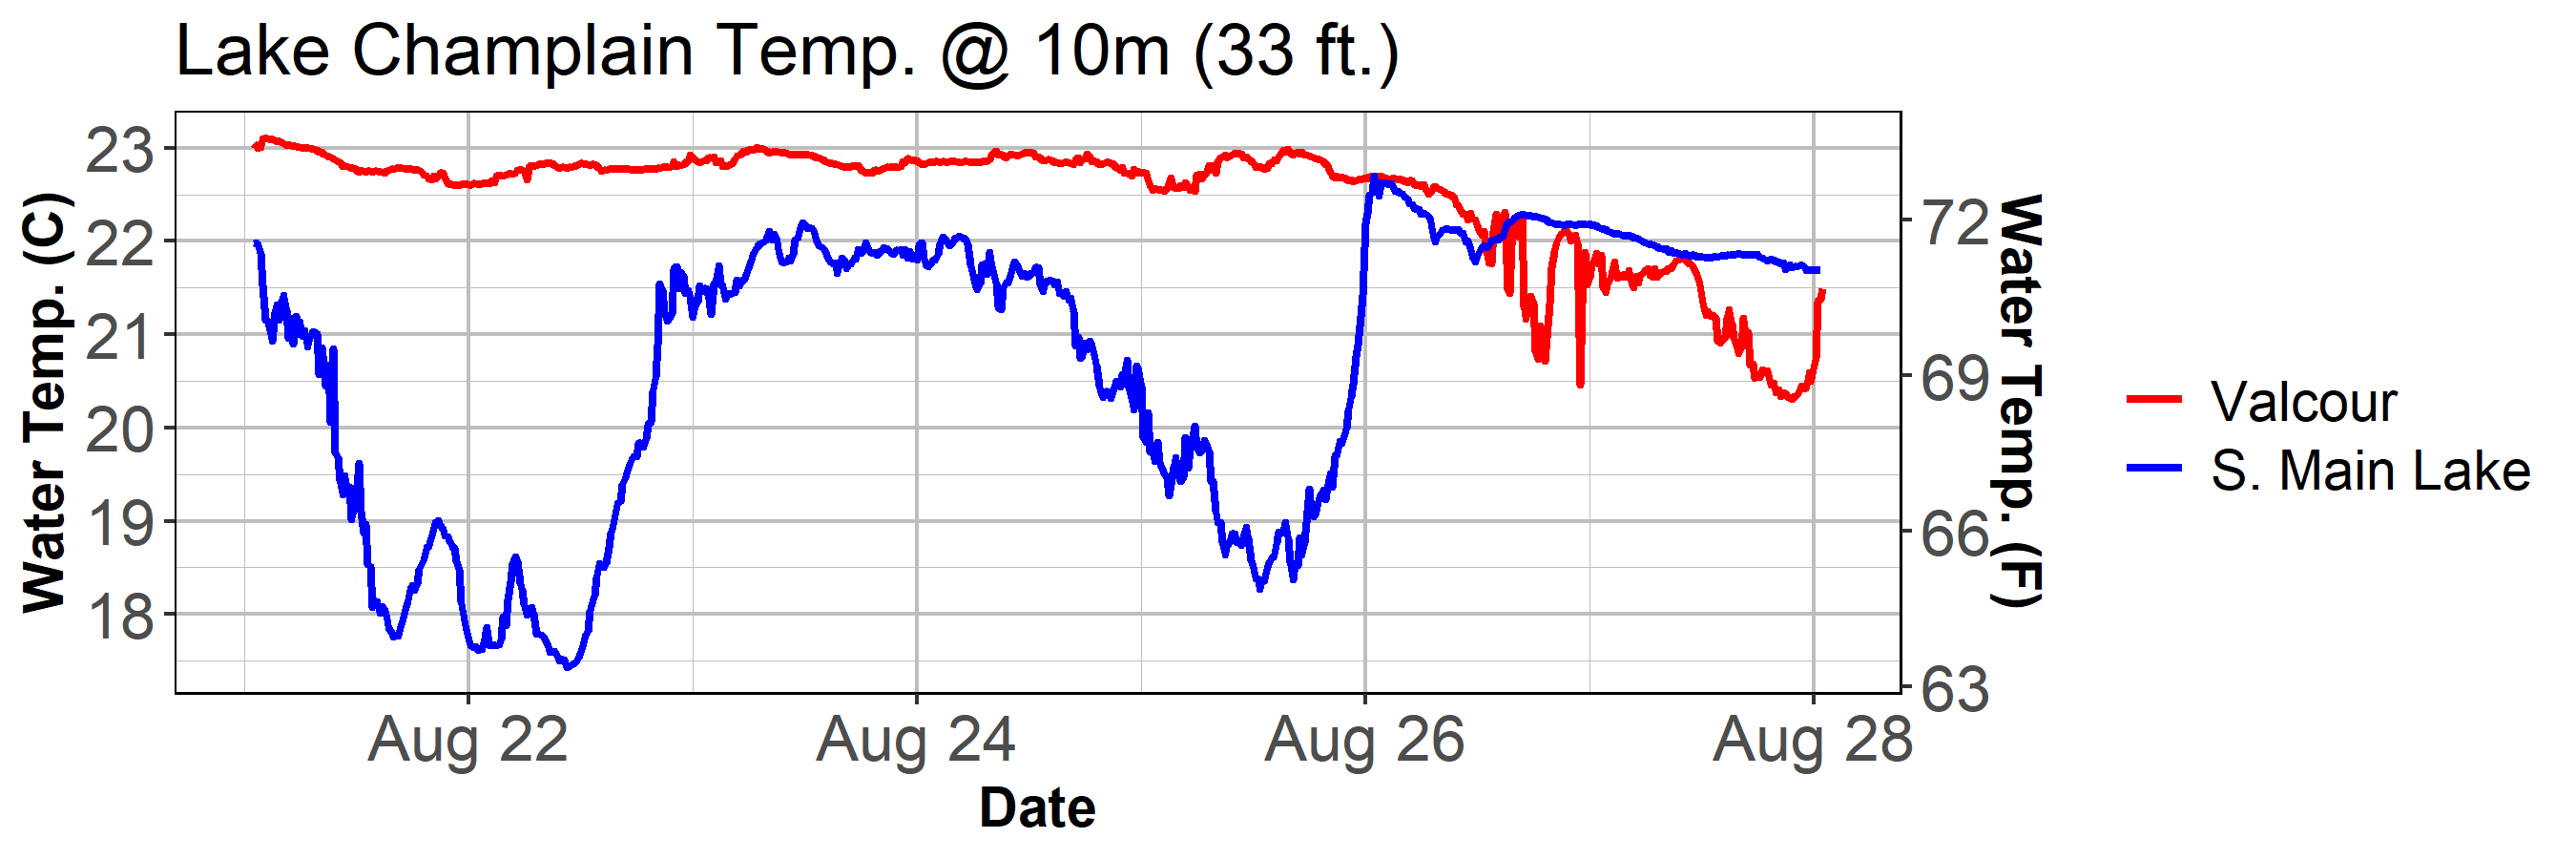 Lake Champlain Temp. @ 10m (33 ft.)
Water Temp. (C)
23
22
21
20
19
18
72
69
66
63
Water Temp. (F)
Aug 22
Aug 24
Aug 26
Aug 28
Date
Valcour
S. Main Lake